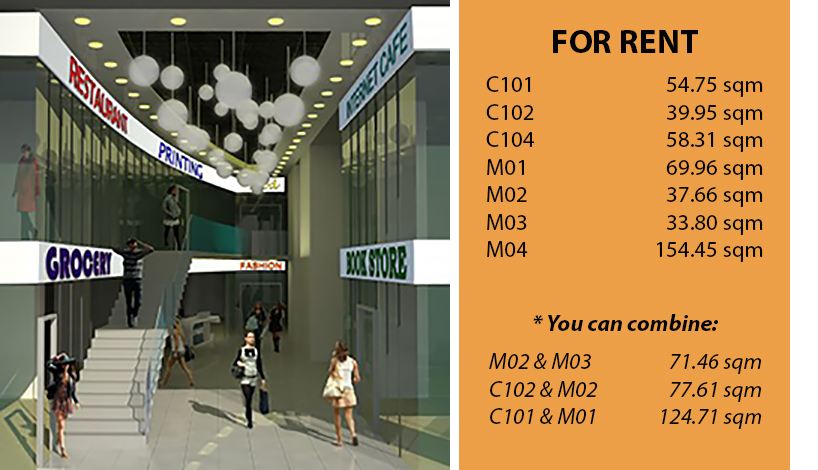 RESTAURANT
PRINTING
INTERNET CAFE
GROCERY
FASHION
BOOK STORE
FOR RENT
C101 54.75 sqm
C102 39.95 sqm
C104 58.31 sqm
M01 69.96 sqm
M02 37.66 sqm
M03 33.80 sqm
M04 154.45 sqm
* You can combine:
M02 & M03 71.46 sqm
C102 & M02 77.61 sqm
C101 & M01 124.71 sqm